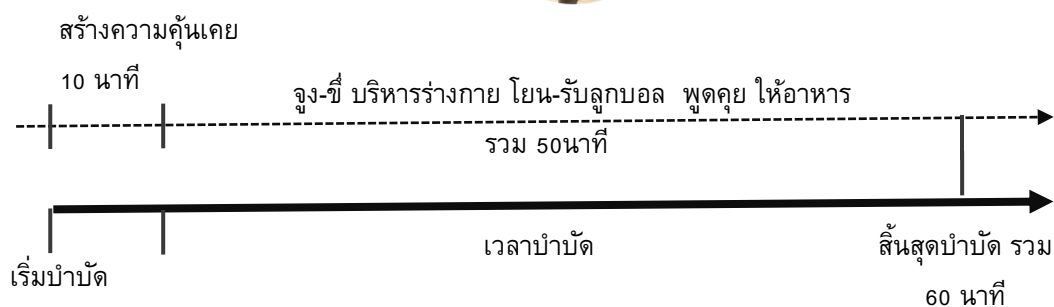 สร้างความคุ้นเคย
10 นาที
จูง-ขี่ บริหารร่างกาย โยน-รับลูกบอล พูดคุย ให้อาหาร
รวม 50นาที
เริ่มบำบัด
เวลาบำบัด
สิ้นสุดบำบัด รวม
60 นาที